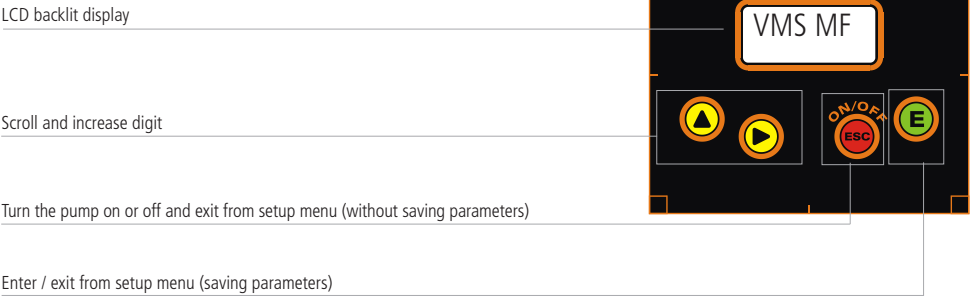 LCD backlit display
VMS MF
Scroll and increase digit
ON/OFF
ESC
E
Turn the pump on or off and exit from setup menu (without saving parameters)
Enter / exit from setup menu (saving parameters)